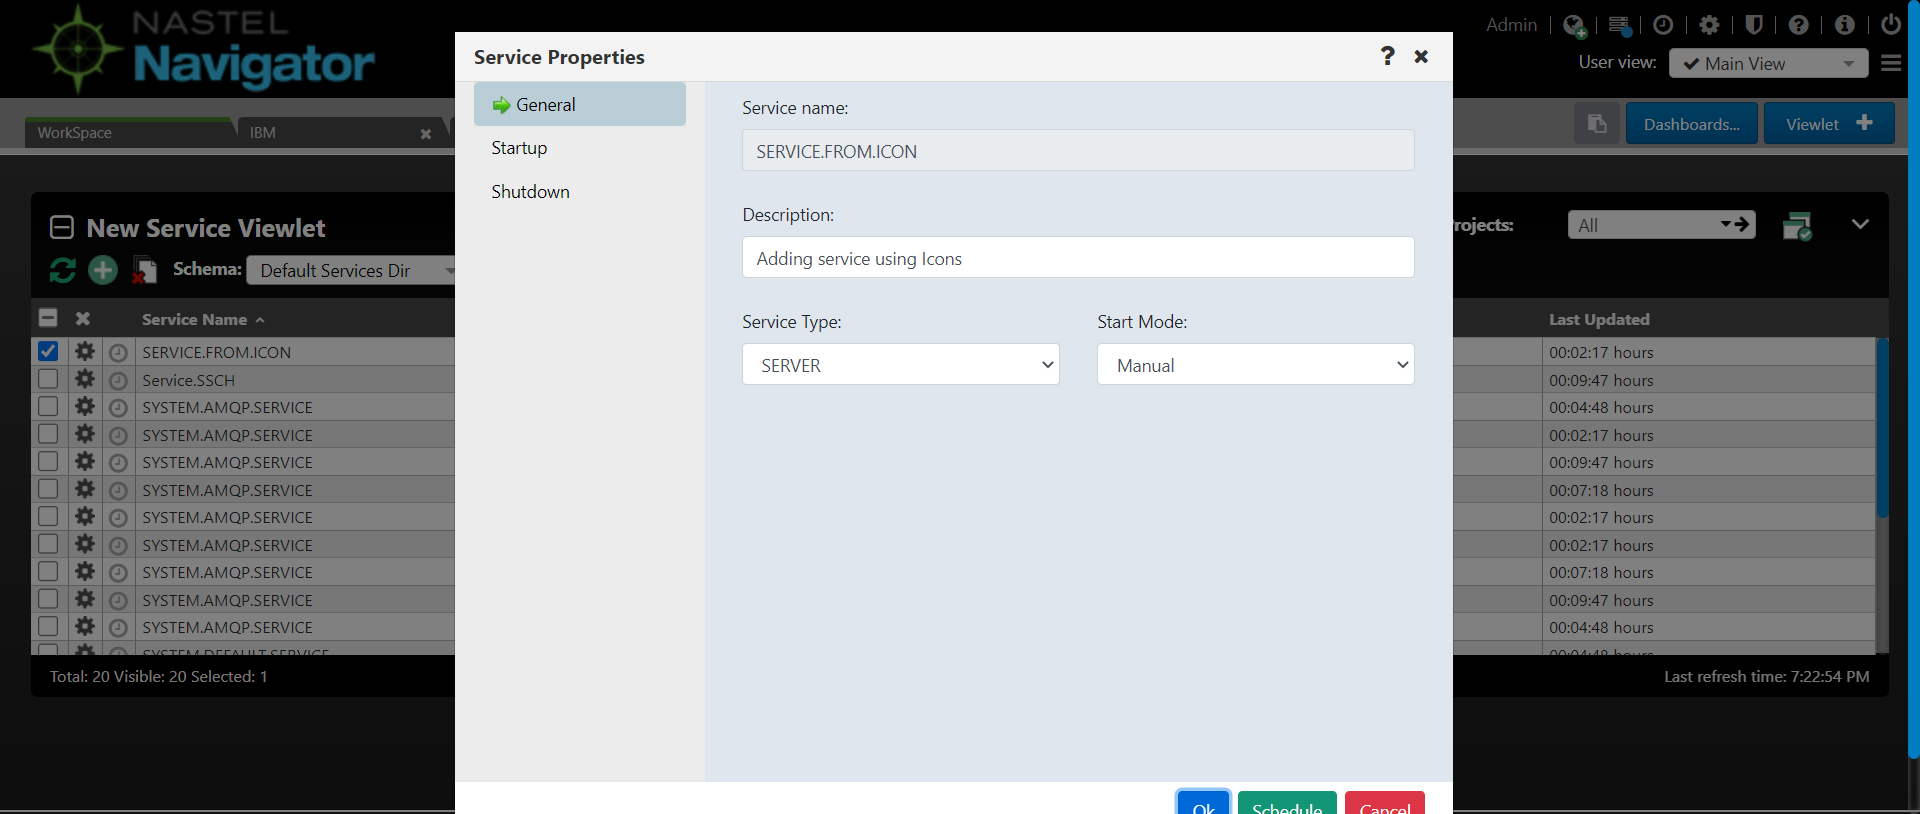 NASTEL
Navigator
Admin
User view:
Main View
WorkSpace
IBM
Dashboards...
Viewlet
New Service Viewlet
Schema:
Default Services Dir
rojects:
All
Service Name
Last Updated
SERVICE.FROM.ICON
00:02:17 hours
Service.SSCH
00:09:47 hours
SYSTEM.AMQP.SERVICE
00:04:48 hours
SYSTEM.AMQP.SERVICE
00:02:17 hours
SYSTEM.AMQP.SERVICE
00:09:47 hours
SYSTEM.AMQP.SERVICE
00:07:18 hours
SYSTEM.AMQP.SERVICE
00:02:17 hours
SYSTEM.AMQP.SERVICE
00:02:17 hours
SYSTEM.AMQP.SERVICE
00:07:18 hours
SYSTEM.AMQP.SERVICE
00:09:47 hours
SYSTEM.AMQP.SERVICE
00:04:48 hours
SYSTEM.DEFAULT.SERVICE
00:04:48 hours
Total: 20 Visible: 20 Selected: 1
Last refresh time: 7:22:54 PM
Service Properties
General
Startup
Shutdown
Service name:
SERVICE.FROM.ICON
Description:
Adding service using Icons
Service Type:
Start Mode:
SERVER
Manual
Ok
Schedule
Cancel